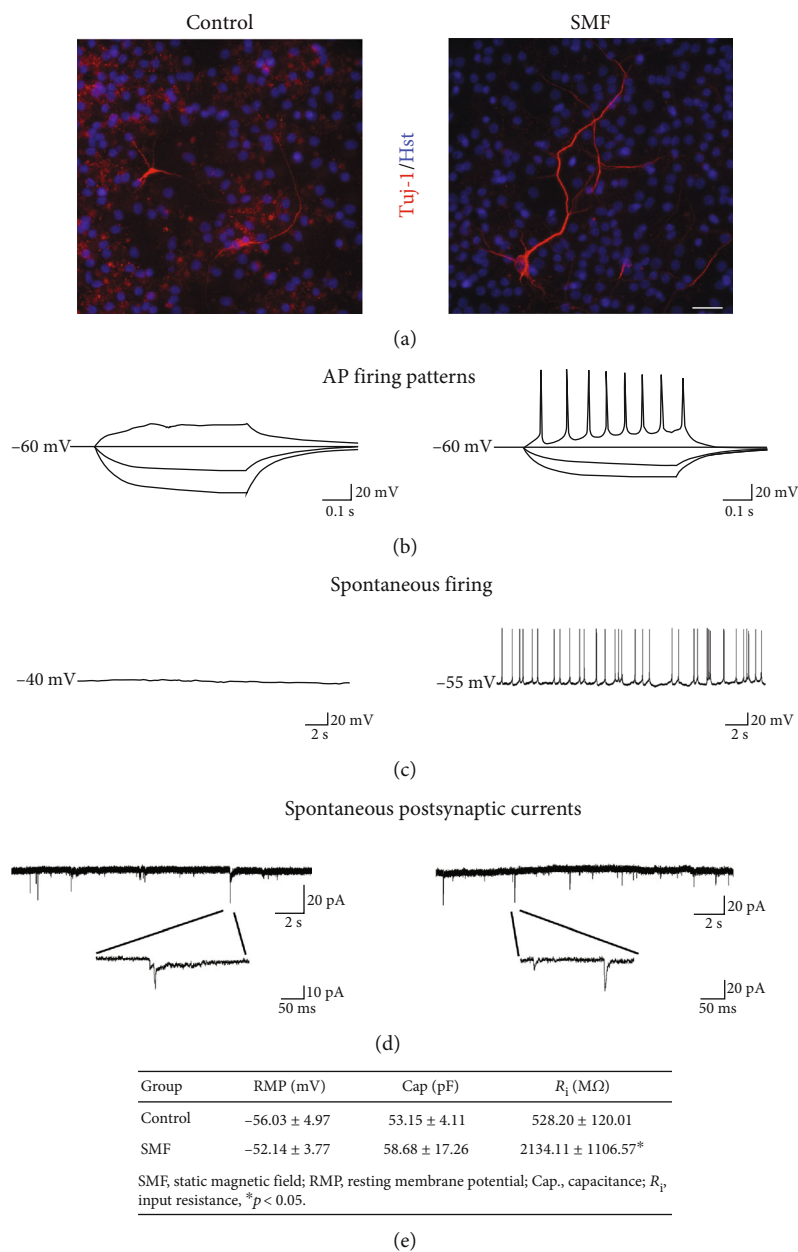 Control
SMF
Tuj-1/Hst
(a)
AP firing patterns
−60 mV
20 mV
0.1 s
−60 mV
20 mV
0.1 s
(b)
Spontaneous firing
−40 mV
20 mV
2 s
−55 mV
20 mV
2 s
(c)
Spontaneous postsynaptic currents
20 pA
2 s
20 pA
2 s
10 pA
50 ms
20 pA
50 ms
(d)
Group RMP (mV) Cap (pF) Ri (MΩ)
Control −56.03 ± 4.97 53.15 ± 4.11 528.20 ± 120.01
SMF −52.14 ± 3.77 58.68 ± 17.26 2134.11 ± 1106.57*
SMF, static magnetic field; RMP, resting membrane potential; Cap., capacitance; Ri,
input resistance, *p < 0.05.
(e)